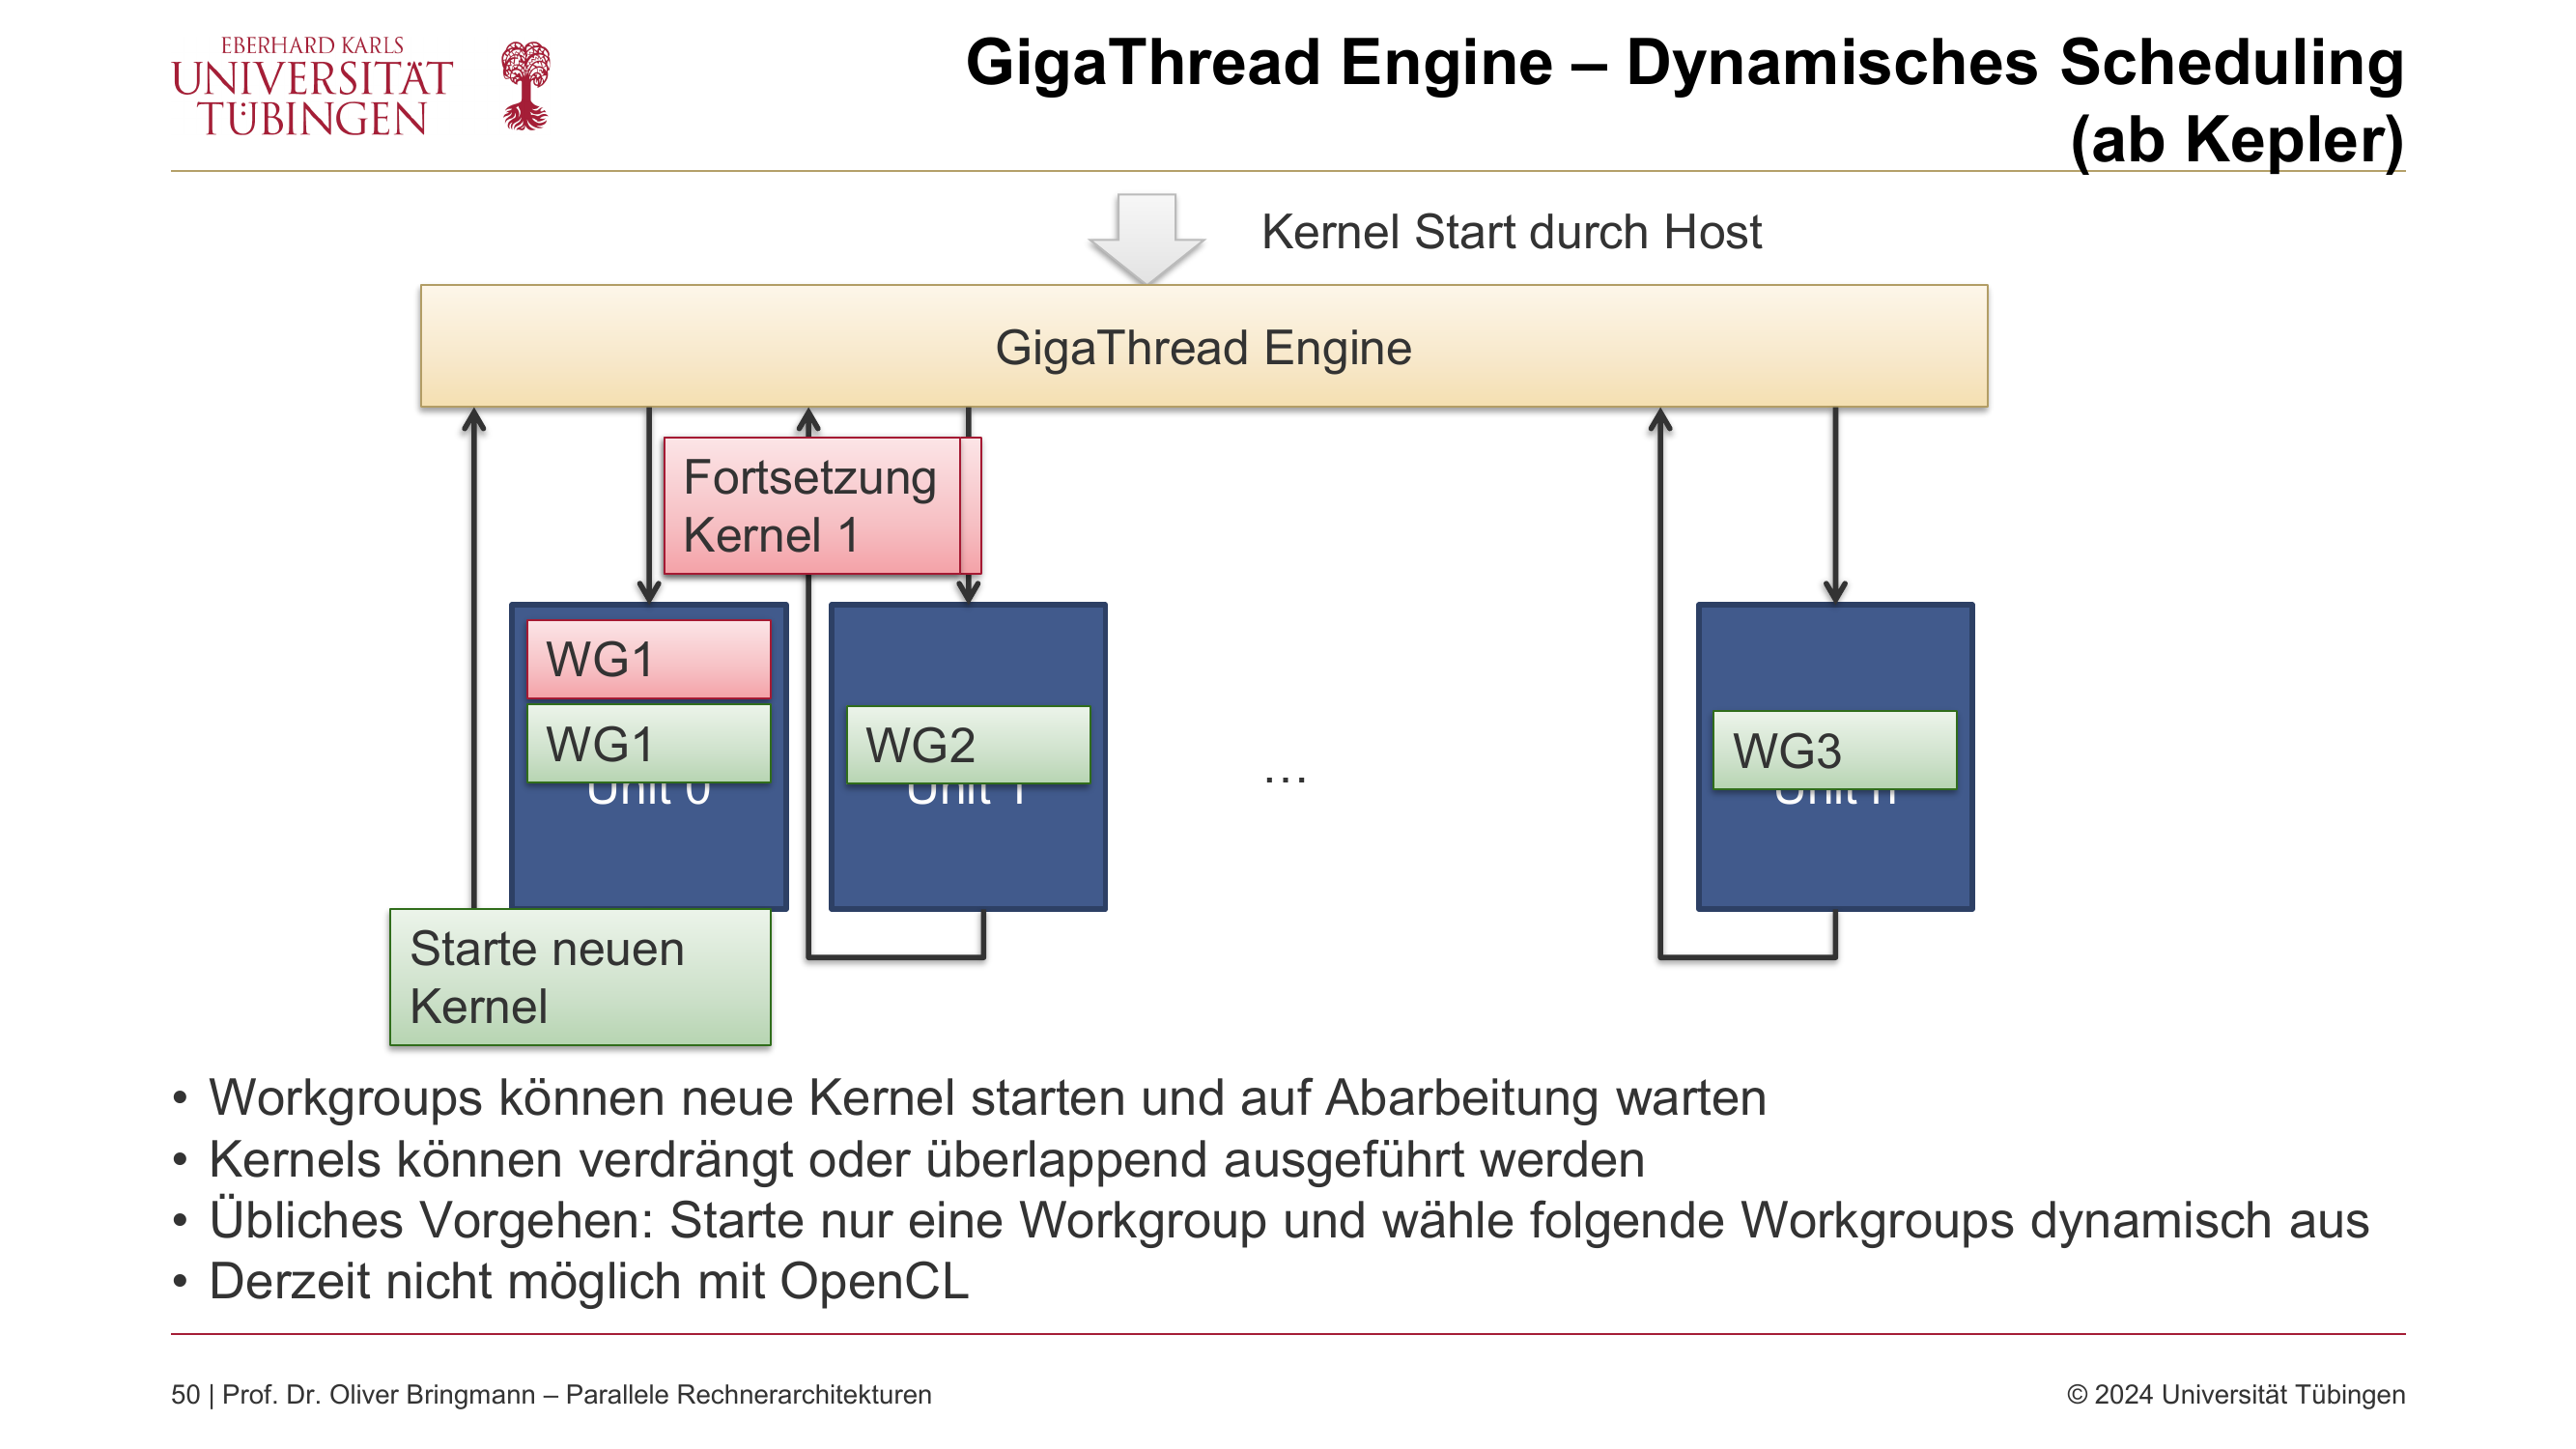 EBERHARD KARLS
UNIVERSITÄT
TÜBINGEN
GigaThread Engine – Dynamisches Scheduling
(ab Kepler)
Kernel Start durch Host
GigaThread Engine
Fortsetzung
Kernel 1
WG1
WG1
Unit 0
WG2
Unit 1
...
WG3
Unit n
Starte neuen
Kernel
• Workgroups können neue Kernel starten und auf Abarbeitung warten
• Kernels können verdrängt oder überlappend ausgeführt werden
• Übliches Vorgehen: Starte nur eine Workgroup und wähle folgende Workgroups dynamisch aus
• Derzeit nicht möglich mit OpenCL
50 | Prof. Dr. Oliver Bringmann – Parallele Rechnerarchitekturen
© 2024 Universität Tübingen